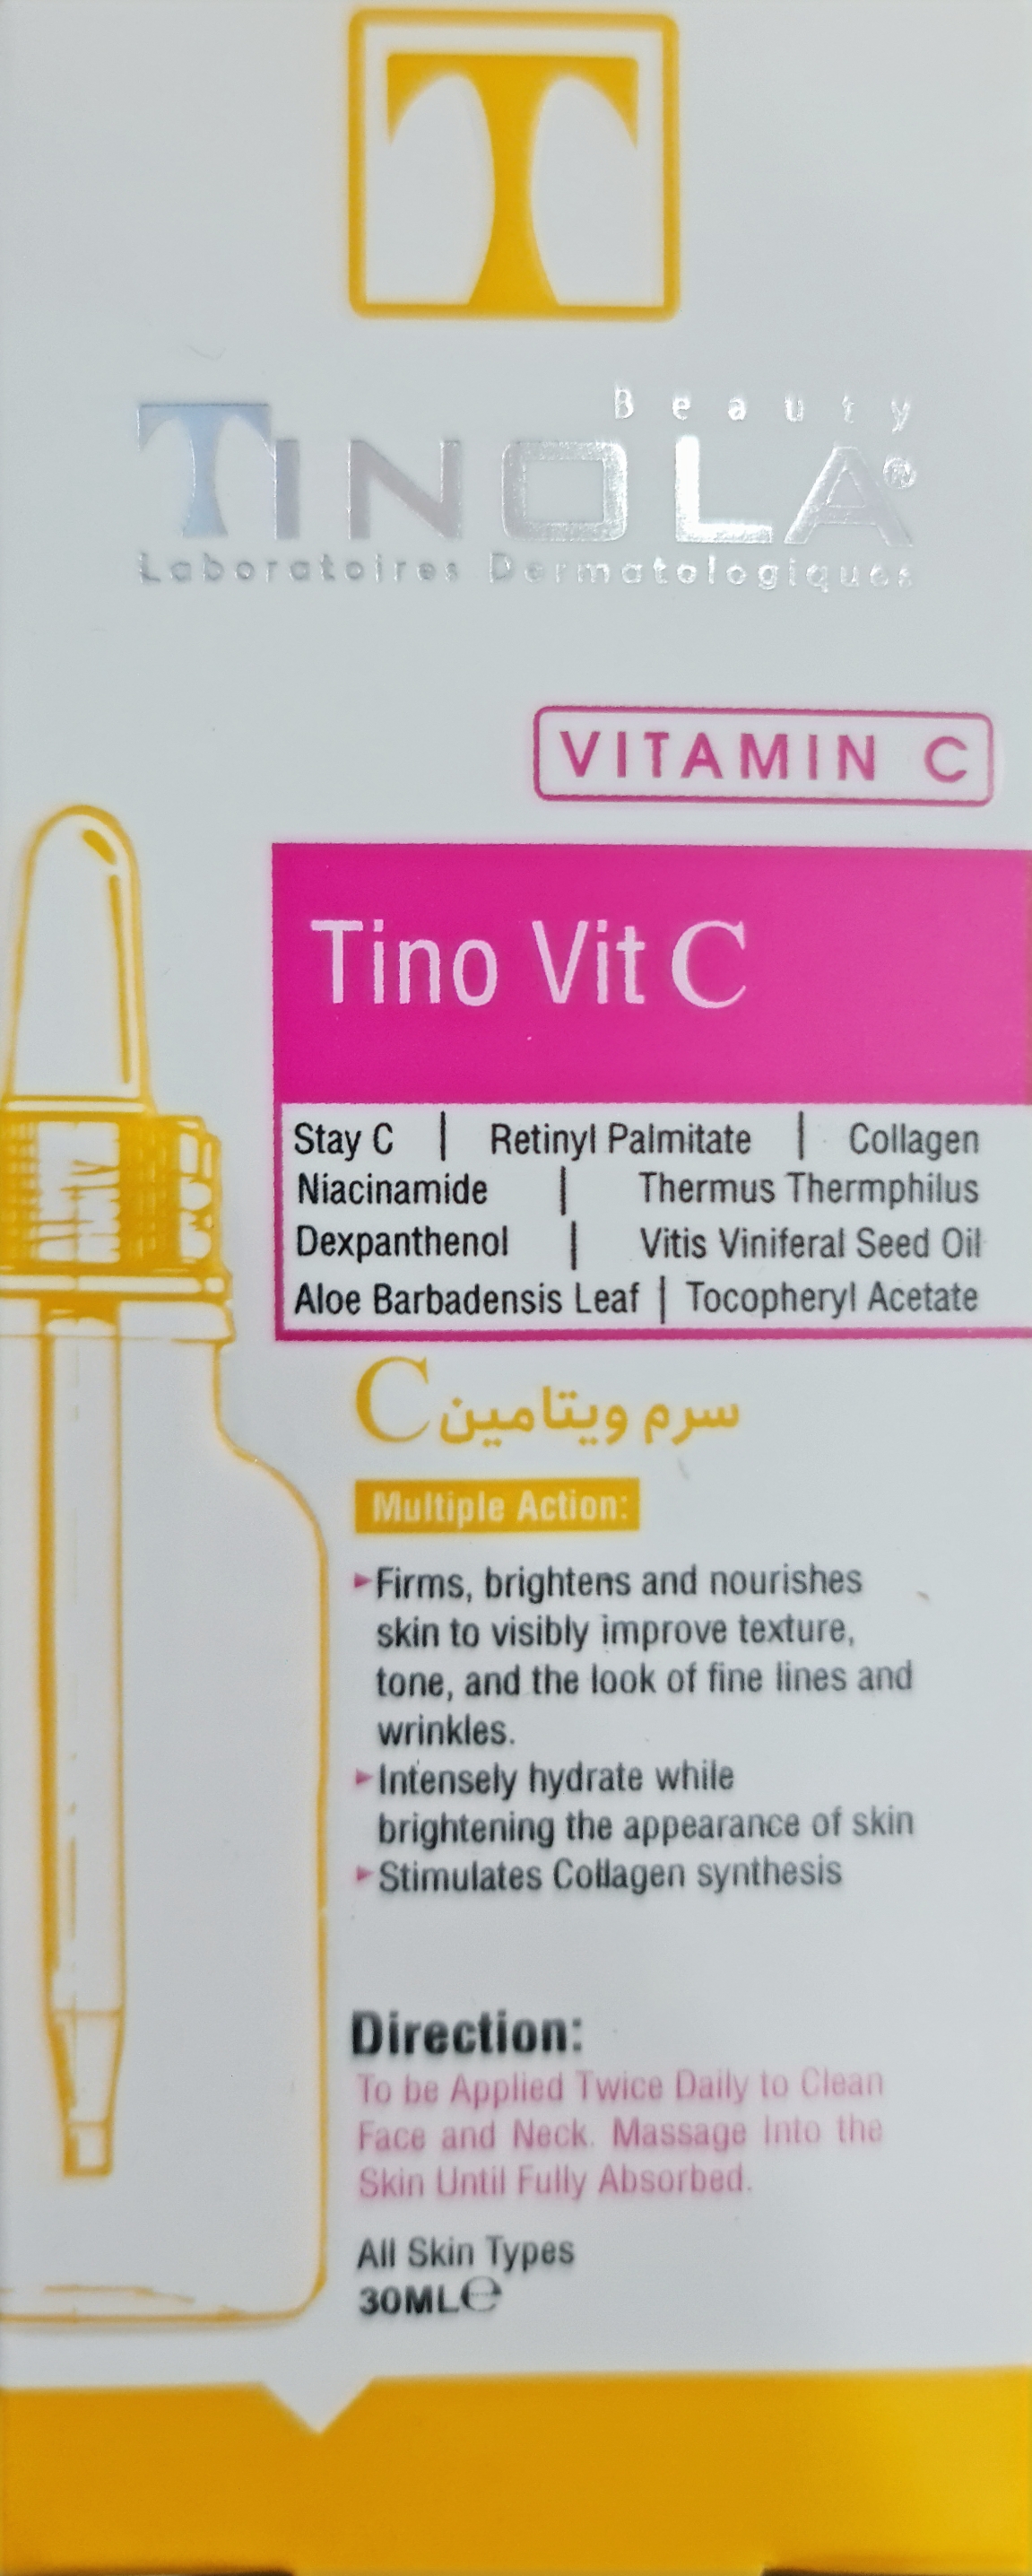 T
Beauty
TINOLA®
Laboratoires Dermatologiques
VITAMIN C
Tino Vit C
Stay C | Retinyl Palmitate | Collagen
Niacinamide | Thermus Thermphilus
Dexpanthenol | Vitis Viniferal Seed Oil
Aloe Barbadensis Leaf | Tocopheryl Acetate
سرم ویتامین C
Multiple Action:
►Firms, brightens and nourishes
skin to visibly improve texture,
tone, and the look of fine lines and
wrinkles.
►Intensely hydrate while
brightening the appearance of skin
►Stimulates Collagen synthesis
Direction:
To be Applied Twice Daily to Clean
Face and Neck. Massage Into the
Skin Until Fully Absorbed.
All Skin Types
30ML℮